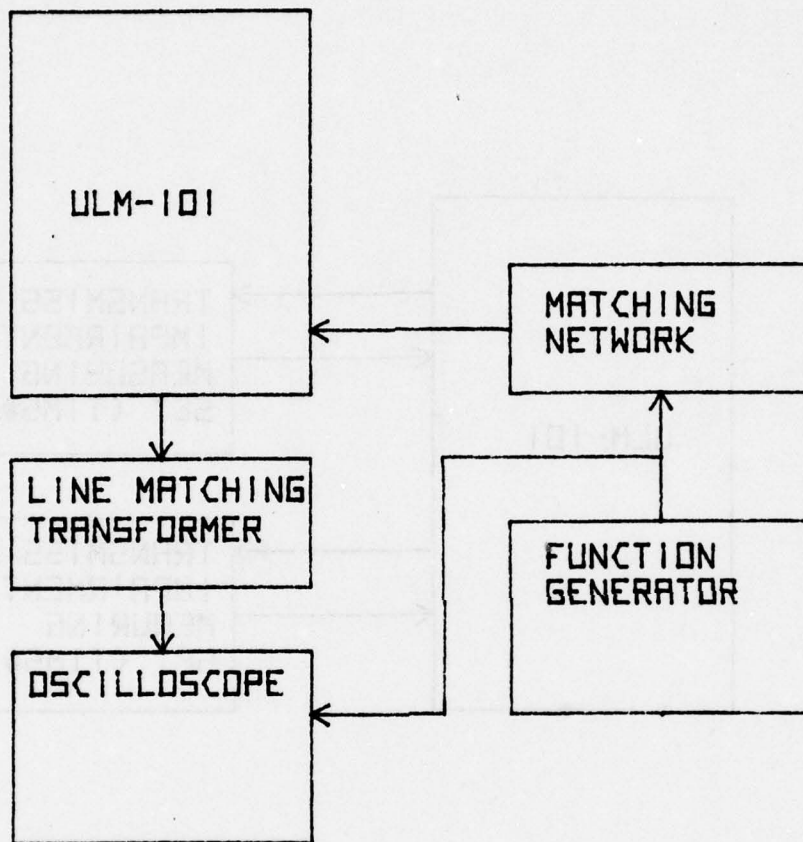 ULM-101
MATCHING
NETWORK
LINE MATCHING
TRANSFORMER
FUNCTION
GENERATOR
OSCILLOSCOPE